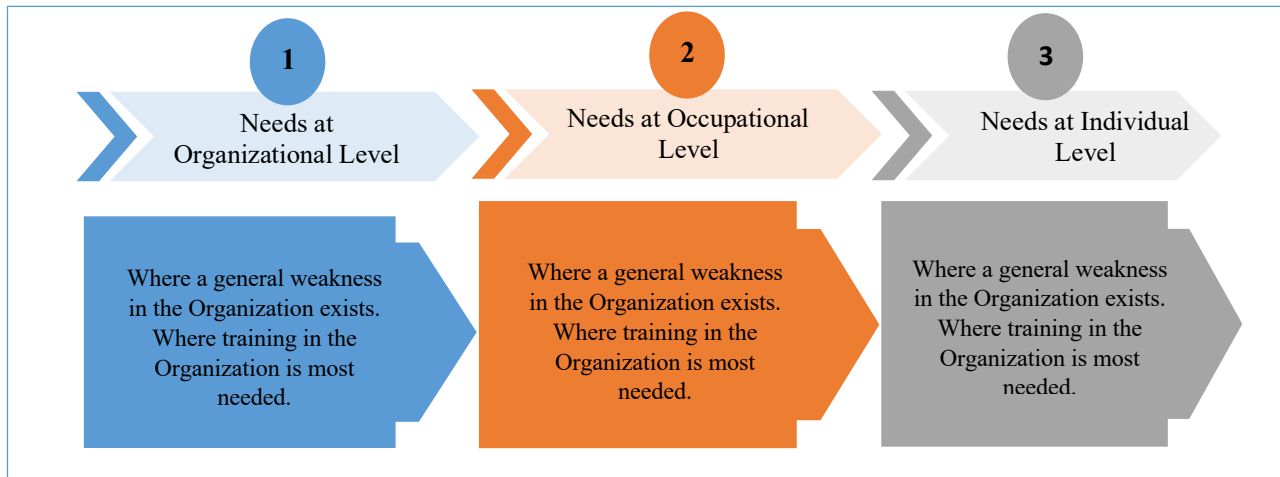 1
Needs at
Organizational Level
2
Needs at Occupational
Level
3
Needs at Individual
Level
Where a general weakness
in the Organization exists.
Where training in the
Organization is most
needed.
Where a general weakness
in the Organization exists.
Where training in the
Organization is most
needed.
Where a general weakness
in the Organization exists.
Where training in the
Organization is most
needed.